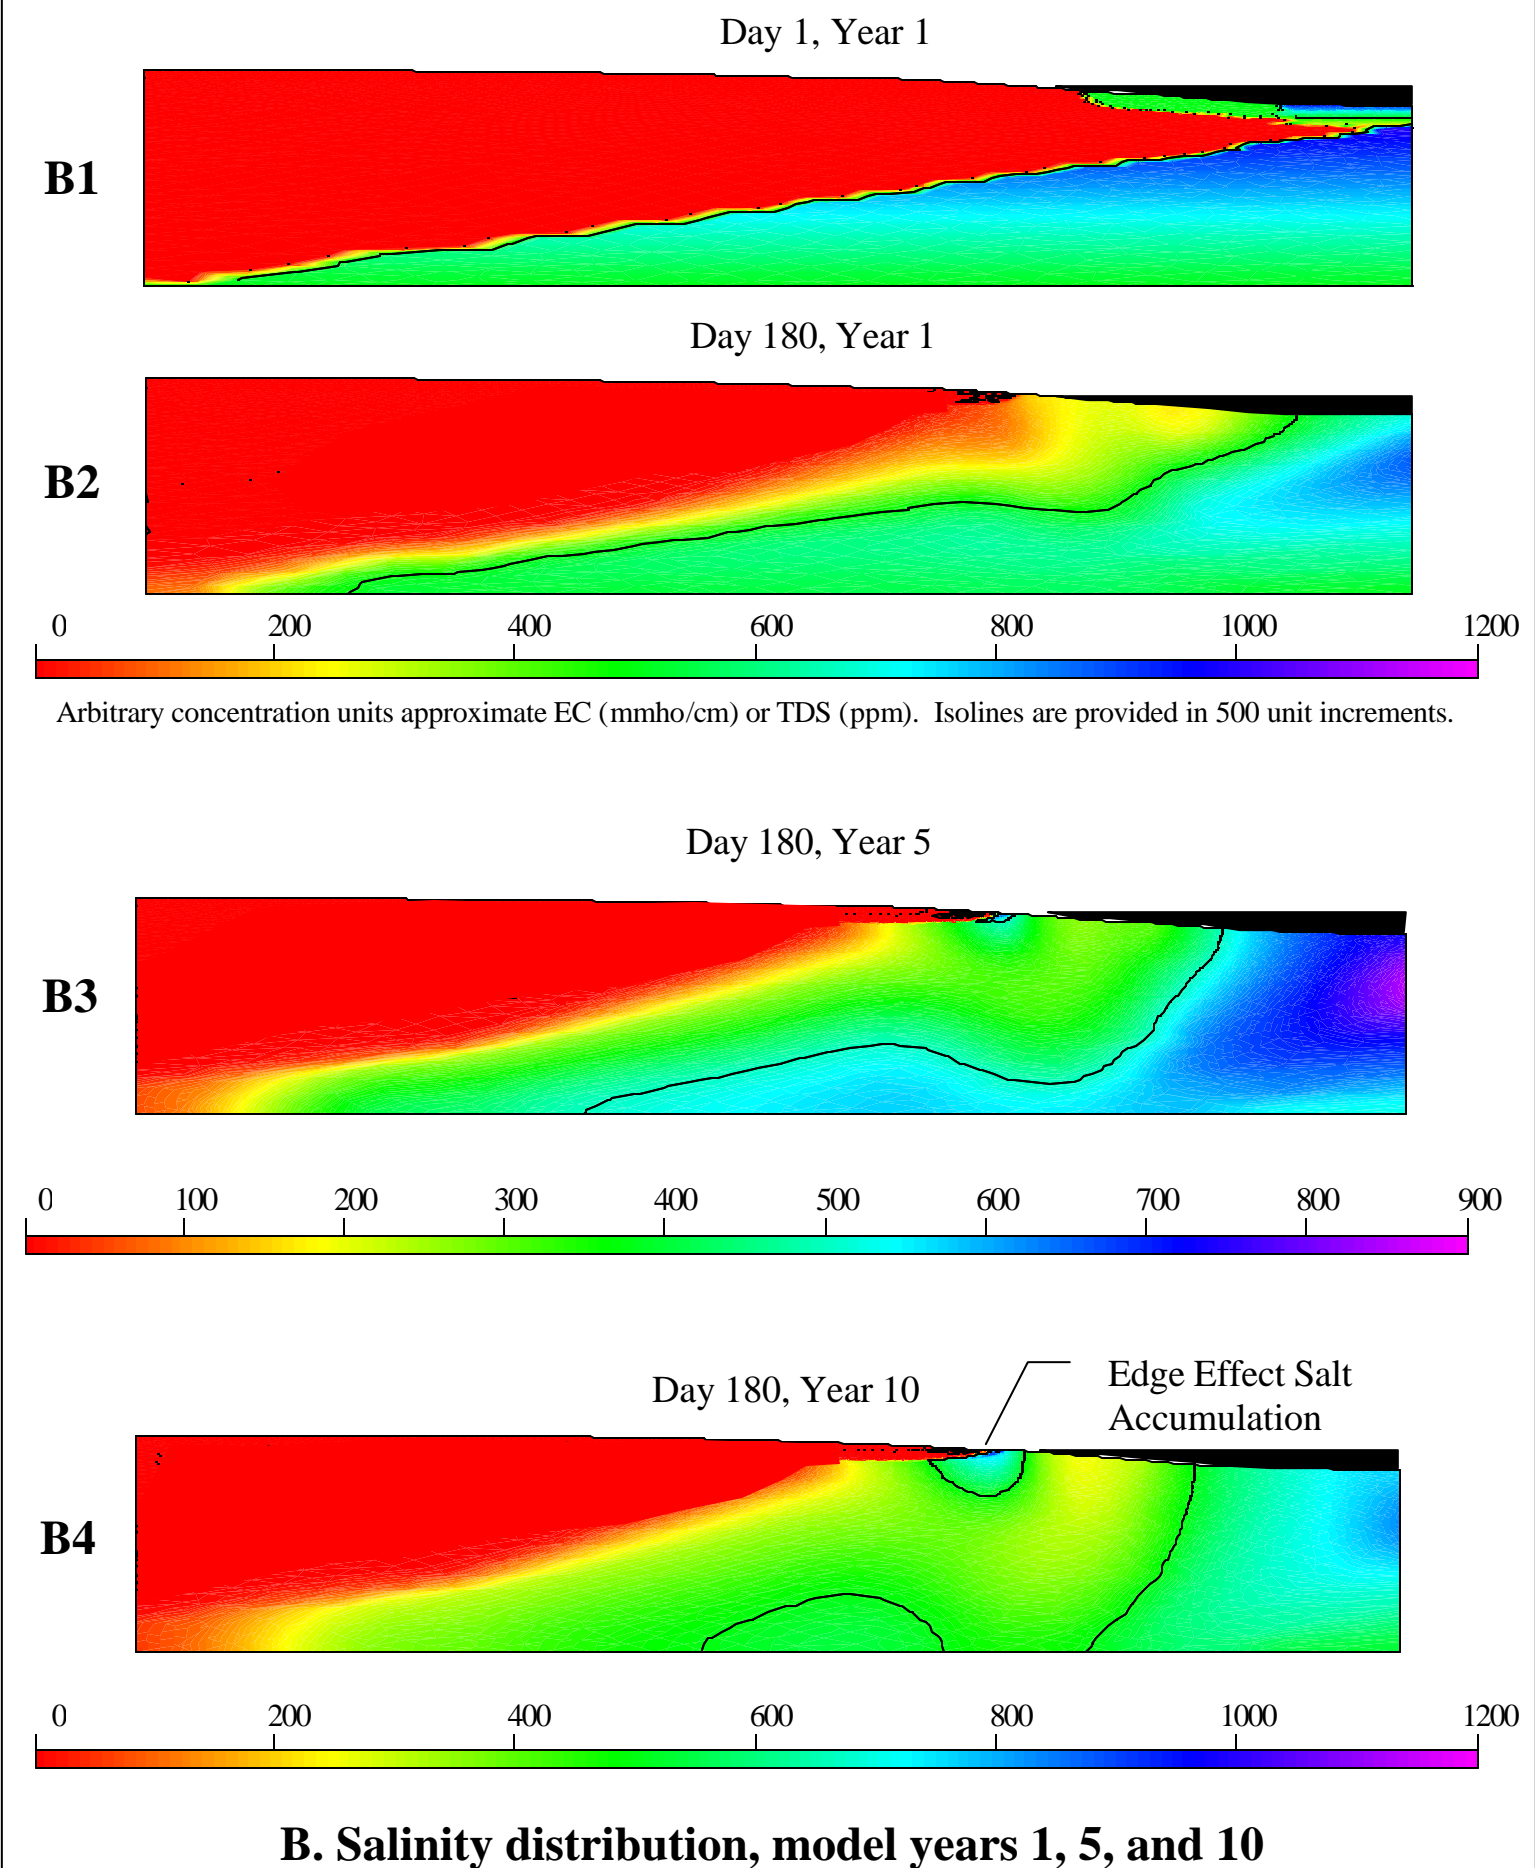 Day 1, Year 1
B1
Day 180, Year 1
B2
0 200 400 600 800 1000 1200
Arbitrary concentration units approximate EC (mmho/cm) or TDS (ppm). Isolines are provided in 500 unit increments.
Day 180, Year 5
B3
0 100 200 300 400 500 600 700 800 900
Edge Effect Salt
Accumulation
Day 180, Year 10
B4
0 200 400 600 800 1000 1200
B. Salinity distribution, model years 1, 5, and 10